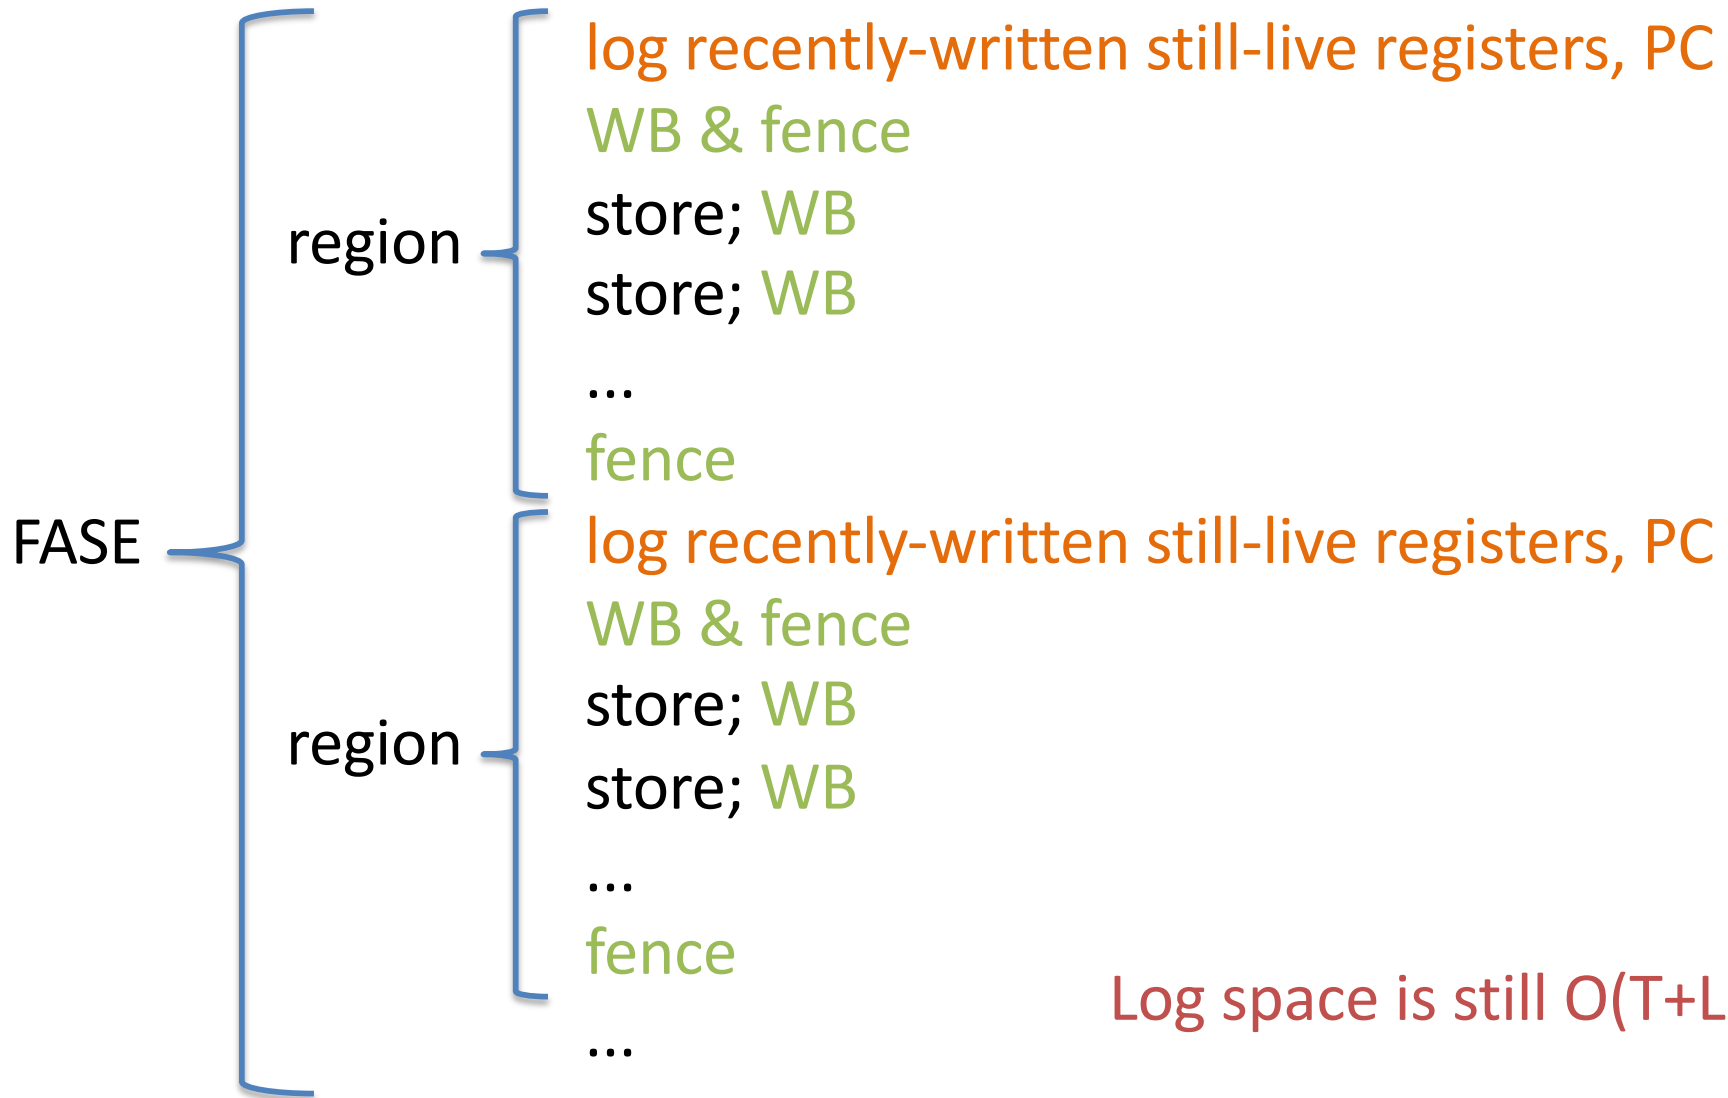 log recently-written still-live registers, PC
WB & fence
store; WB
region
store; WB
...
fence
FASE
log recently-written still-live registers, PC
WB & fence
store; WB
region
store; WB
...
fence
Log space is still O(T+L
...